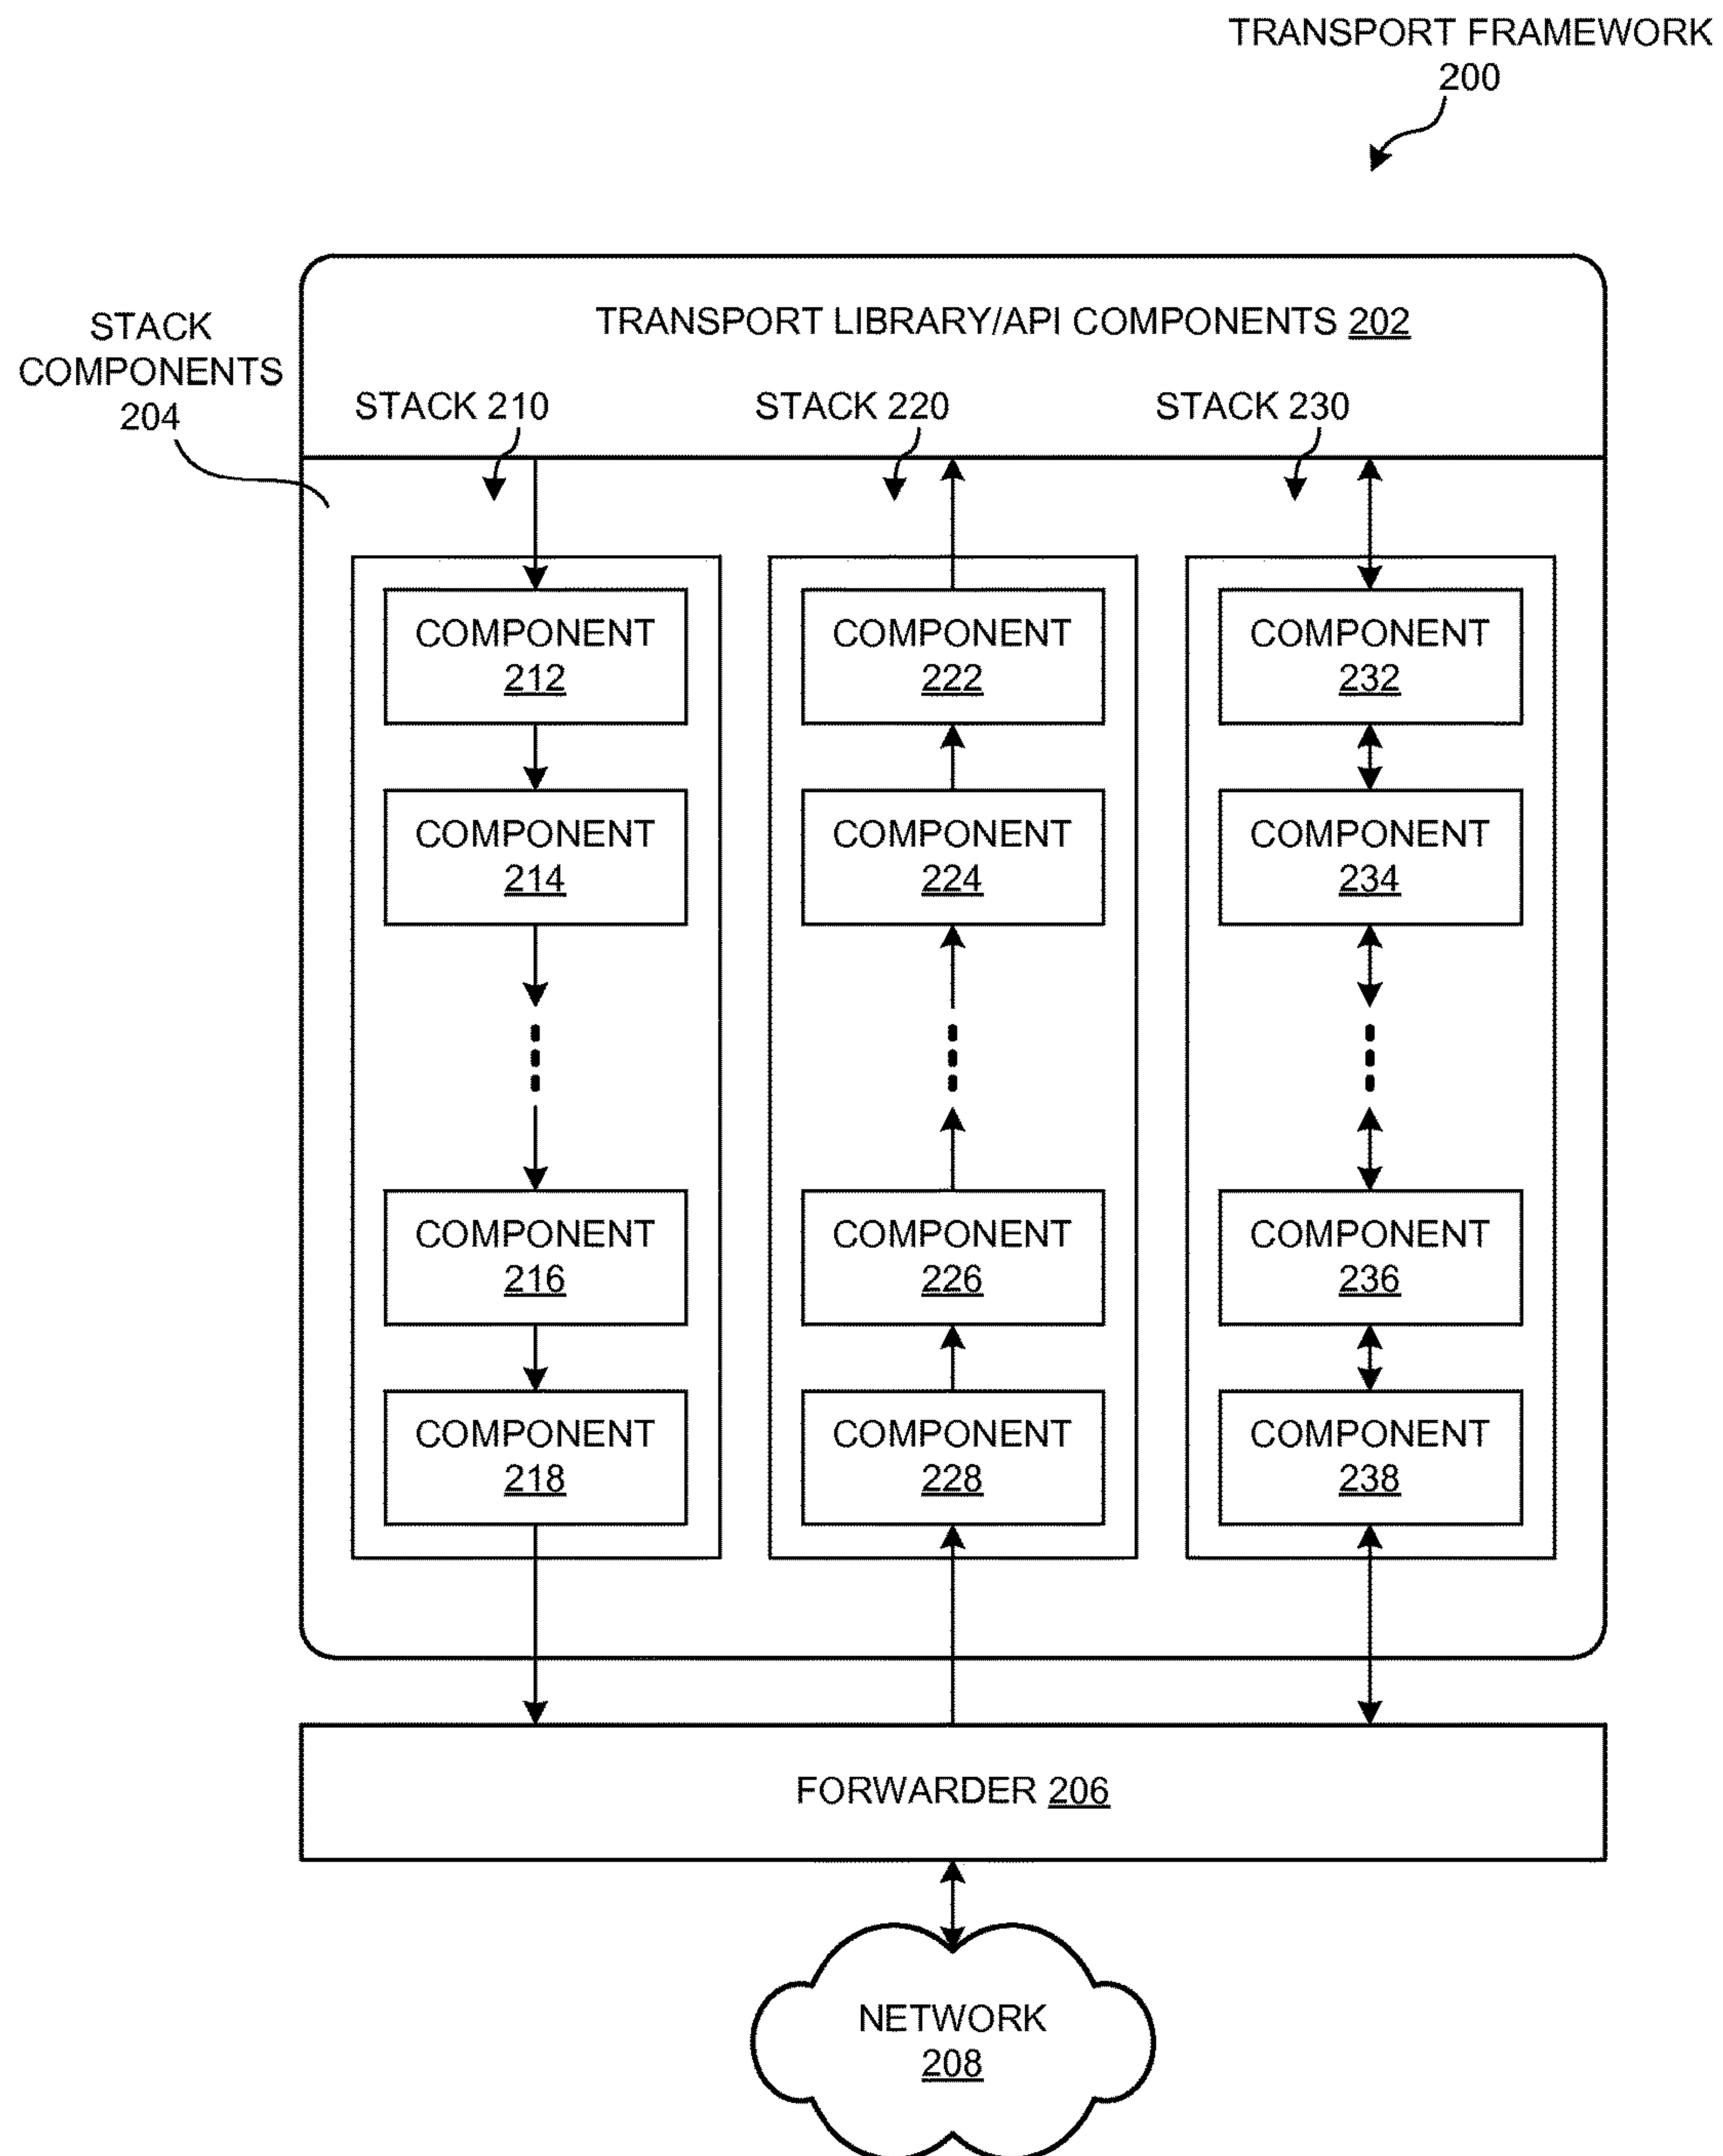 TRANSPORT FRAMEWORK
200
TRANSPORT LIBRARY/API COMPONENTS 202
STACK
COMPONENTS
204
STACK 210
STACK 220
STACK 230
COMPONENT
212
COMPONENT
222
COMPONENT
232
COMPONENT
214
COMPONENT
224
COMPONENT
234
COMPONENT
216
COMPONENT
226
COMPONENT
236
COMPONENT
218
COMPONENT
228
COMPONENT
238
FORWARDER 206
NETWORK
208